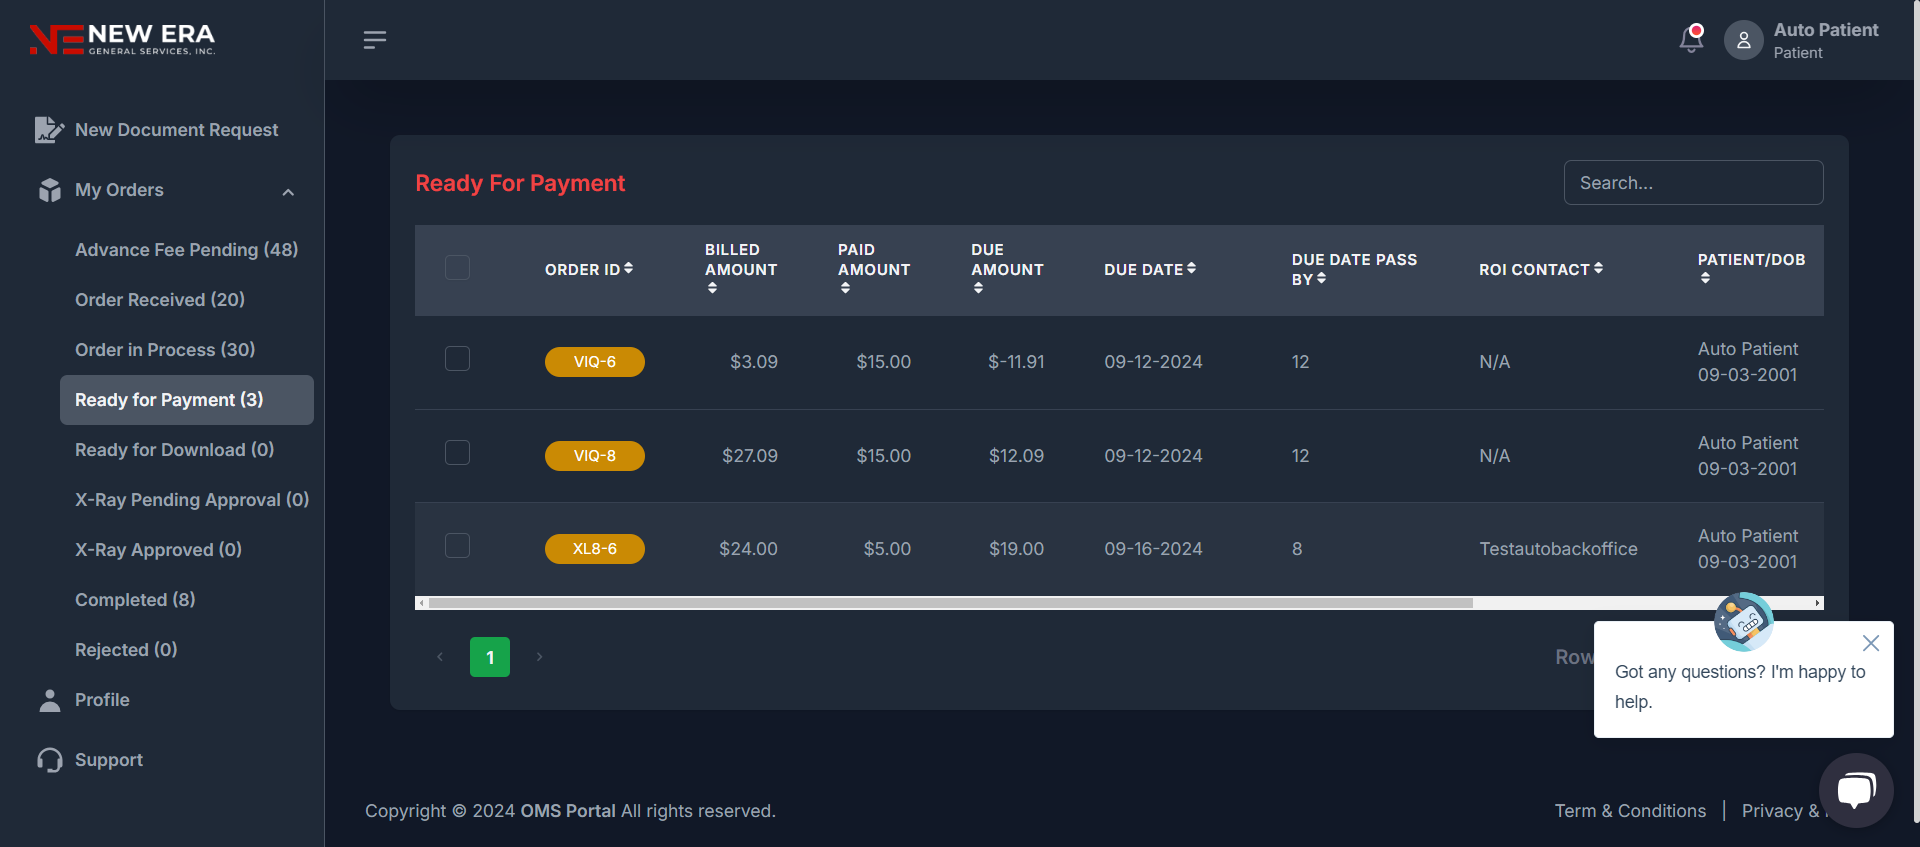 NEW ERA
GENERAL SERVICES, INC.
Auto Patient
Patient
New Document Request
My Orders
Advance Fee Pending (48)
Order Received (20)
Order in Process (30)
Ready for Payment (3)
Ready for Download (0)
X-Ray Pending Approval (0)
X-Ray Approved (0)
Completed (8)
Rejected (0)
Profile
Support
Ready For Payment
Search...
ORDER ID BILLED AMOUNT PAID AMOUNT DUE AMOUNT DUE DATE DUE DATE PASS BY ROI CONTACT PATIENT/DOB
VIQ-6 $3.09 $15.00 $-11.91 09-12-2024 12 N/A Auto Patient
09-03-2001
VIQ-8 $27.09 $15.00 $12.09 09-12-2024 12 N/A Auto Patient
09-03-2001
XL8-6 $24.00 $5.00 $19.00 09-16-2024 8 Testautobackoffice Auto Patient
09-03-2001
1
Row
Got any questions? I'm happy to
help.
Copyright © 2024 OMS Portal All rights reserved.
Term & Conditions | Privacy &